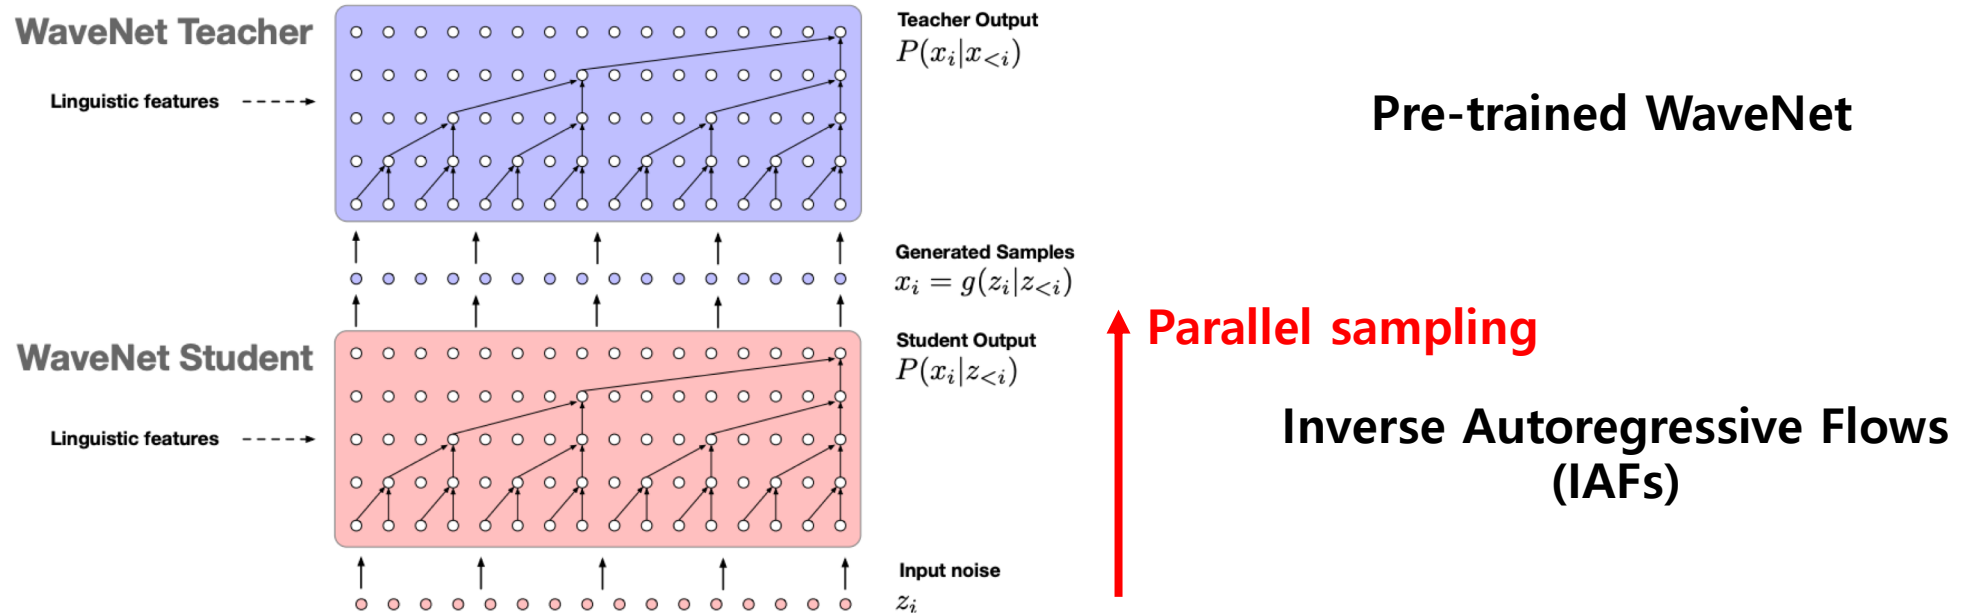 WaveNet Teacher
Linguistic features
Teacher Output
P(x_i|x_{<i})
Pre-trained WaveNet
Generated Samples
x_i = g(z_i|z_{<i})
Parallel sampling
WaveNet Student
Linguistic features
Student Output
P(x_i|z_{<i})
Inverse Autoregressive Flows
(IAFs)
Input noise
z_i